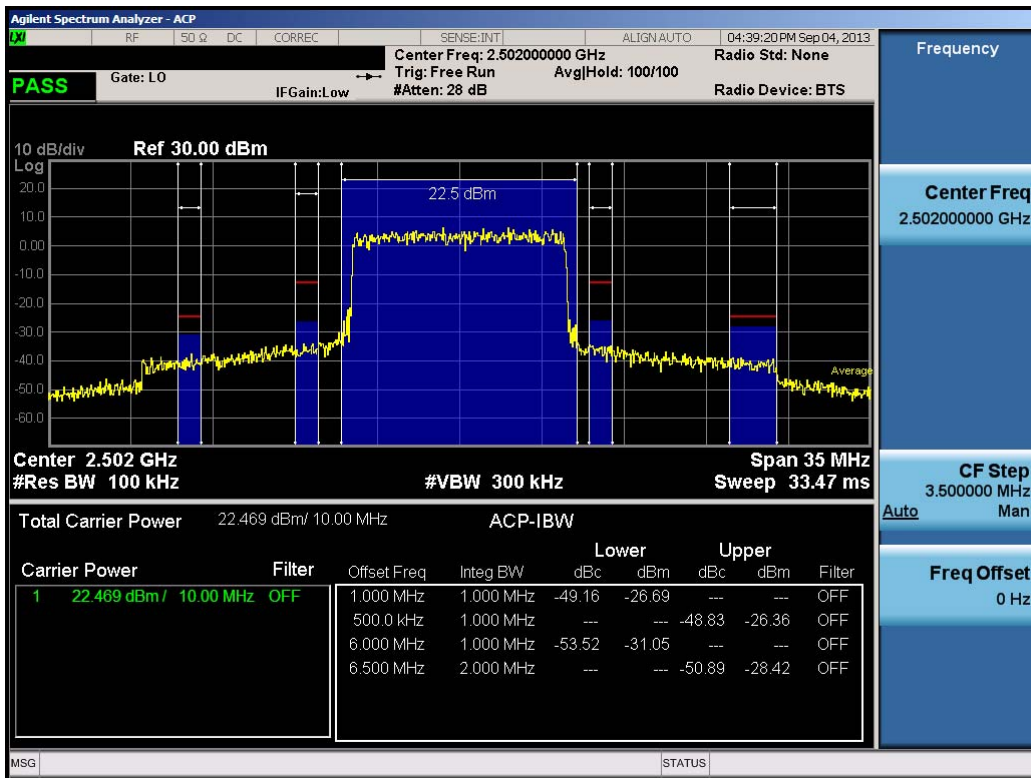 Agilent Spectrum Analyzer - ACP
LXI RF 50 Ω DC CORREC SENSE:INT ALIGN AUTO 04:39:20 PM Sep 04, 2013
Center Freq: 2.502000000 GHz Radio Std: None
PASS Gate: LO Trig: Free Run Avg|Hold: 100/100
IFGain:Low #Atten: 28 dB Radio Device: BTS
10 dB/div Ref 30.00 dBm
Log
20.0
10.0
0.00
-10.0
-20.0
-30.0
-40.0
-50.0
-60.0
22.5 dBm
Average
Center 2.502 GHz Span 35 MHz
#Res BW 100 kHz #VBW 300 kHz Sweep 33.47 ms
Total Carrier Power 22.469 dBm/ 10.00 MHz ACP-IBW
Lower Upper
Carrier Power Filter Offset Freq Integ BW dBc dBm dBc dBm Filter
1 22.469 dBm / 10.00 MHz OFF 1.000 MHz 1.000 MHz -49.16 -26.69 --- --- OFF
500.0 kHz 1.000 MHz --- --- -48.83 -26.36 OFF
6.000 MHz 1.000 MHz -53.52 -31.05 --- --- OFF
6.500 MHz 2.000 MHz --- --- -50.89 -28.42 OFF
MSG STATUS
Frequency
Center Freq
2.502000000 GHz
CF Step
3.500000 MHz
Auto Man
Freq Offset
0 Hz